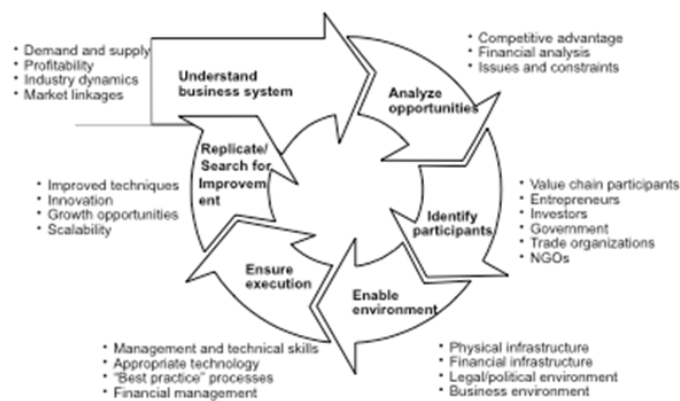 • Demand and supply
• Profitability
• Industry dynamics
• Market linkages
Understand
business system
• Competitive advantage
• Financial analysis
• Issues and constraints
Analyze
opportunities
• Value chain participants
• Entrepreneurs
• Investors
• Government
• Trade organizations
• NGOs
Identify
participants
• Physical infrastructure
• Financial infrastructure
• Legal/political environment
• Business environment
Enable
environment
• Management and technical skills
• Appropriate technology
• "Best practice" processes
• Financial management
Ensure
execution
• Improved techniques
• Innovation
• Growth opportunities
• Scalability
Replicate/
Search for
Improvem
ent